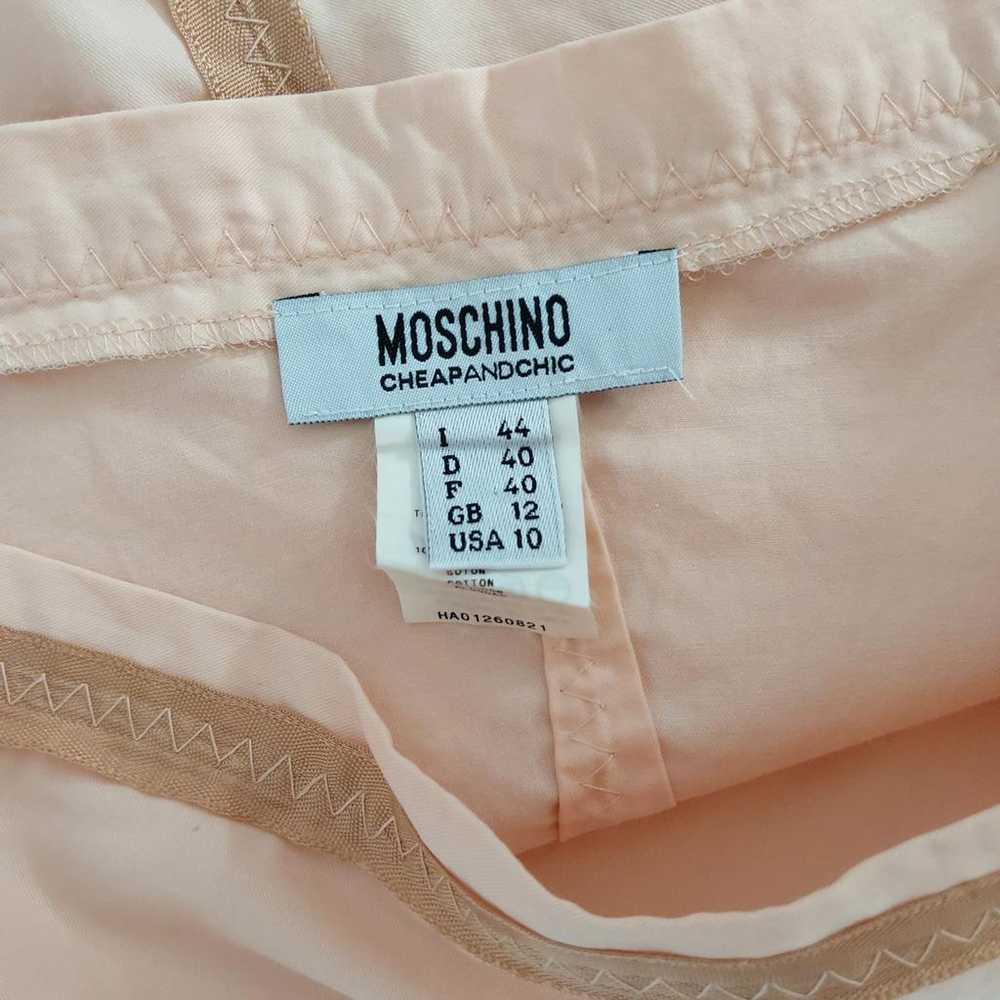 MOSCHINO
CHEAPANDCHIC
I 44
D 40
F 40
GB 12
USA 10
COTTON
HA01260821